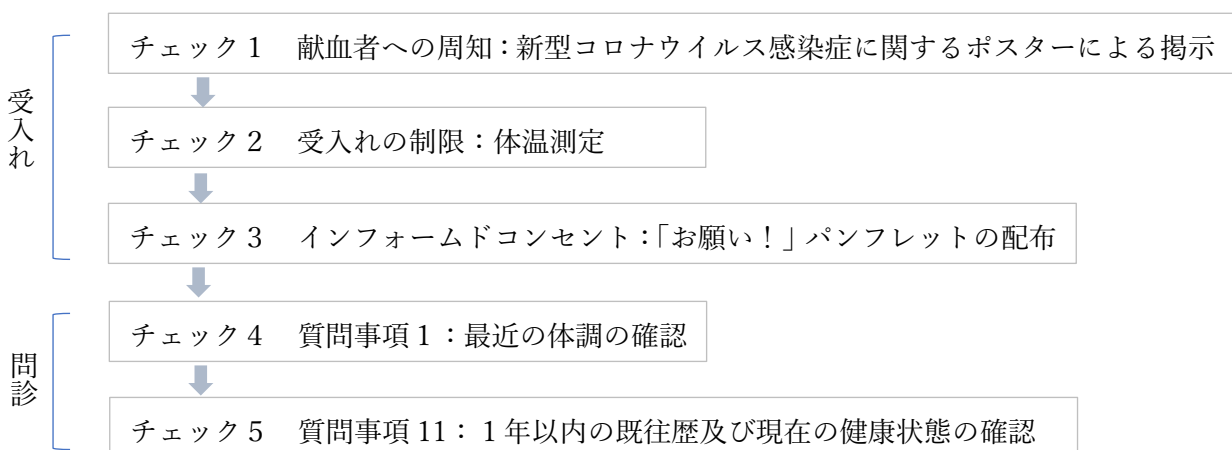 受入れ
チェック１　献血者への周知：新型コロナウイルス感染症に関するポスターによる掲示
チェック２　受入れの制限：体温測定
チェック３　インフォームドコンセント：「お願い！」パンフレットの配布
問診
チェック４　質問事項１：最近の体調の確認
チェック５　質問事項 11：１年以内の既往歴及び現在の健康状態の確認